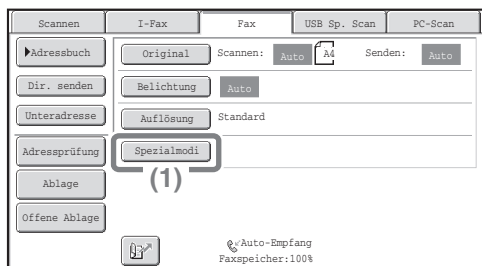 Scannen I-Fax Fax USB Sp. Scan PC-Scan
Adressbuch Original Scannen: Auto A4 Senden: Auto
Dir. senden Belichtung Auto
Unteradresse Auflösung Standard
Adressprüfung Spezialmodi
(1)
Ablage
Offene Ablage
Auto-Empfang
Faxspeicher:100%